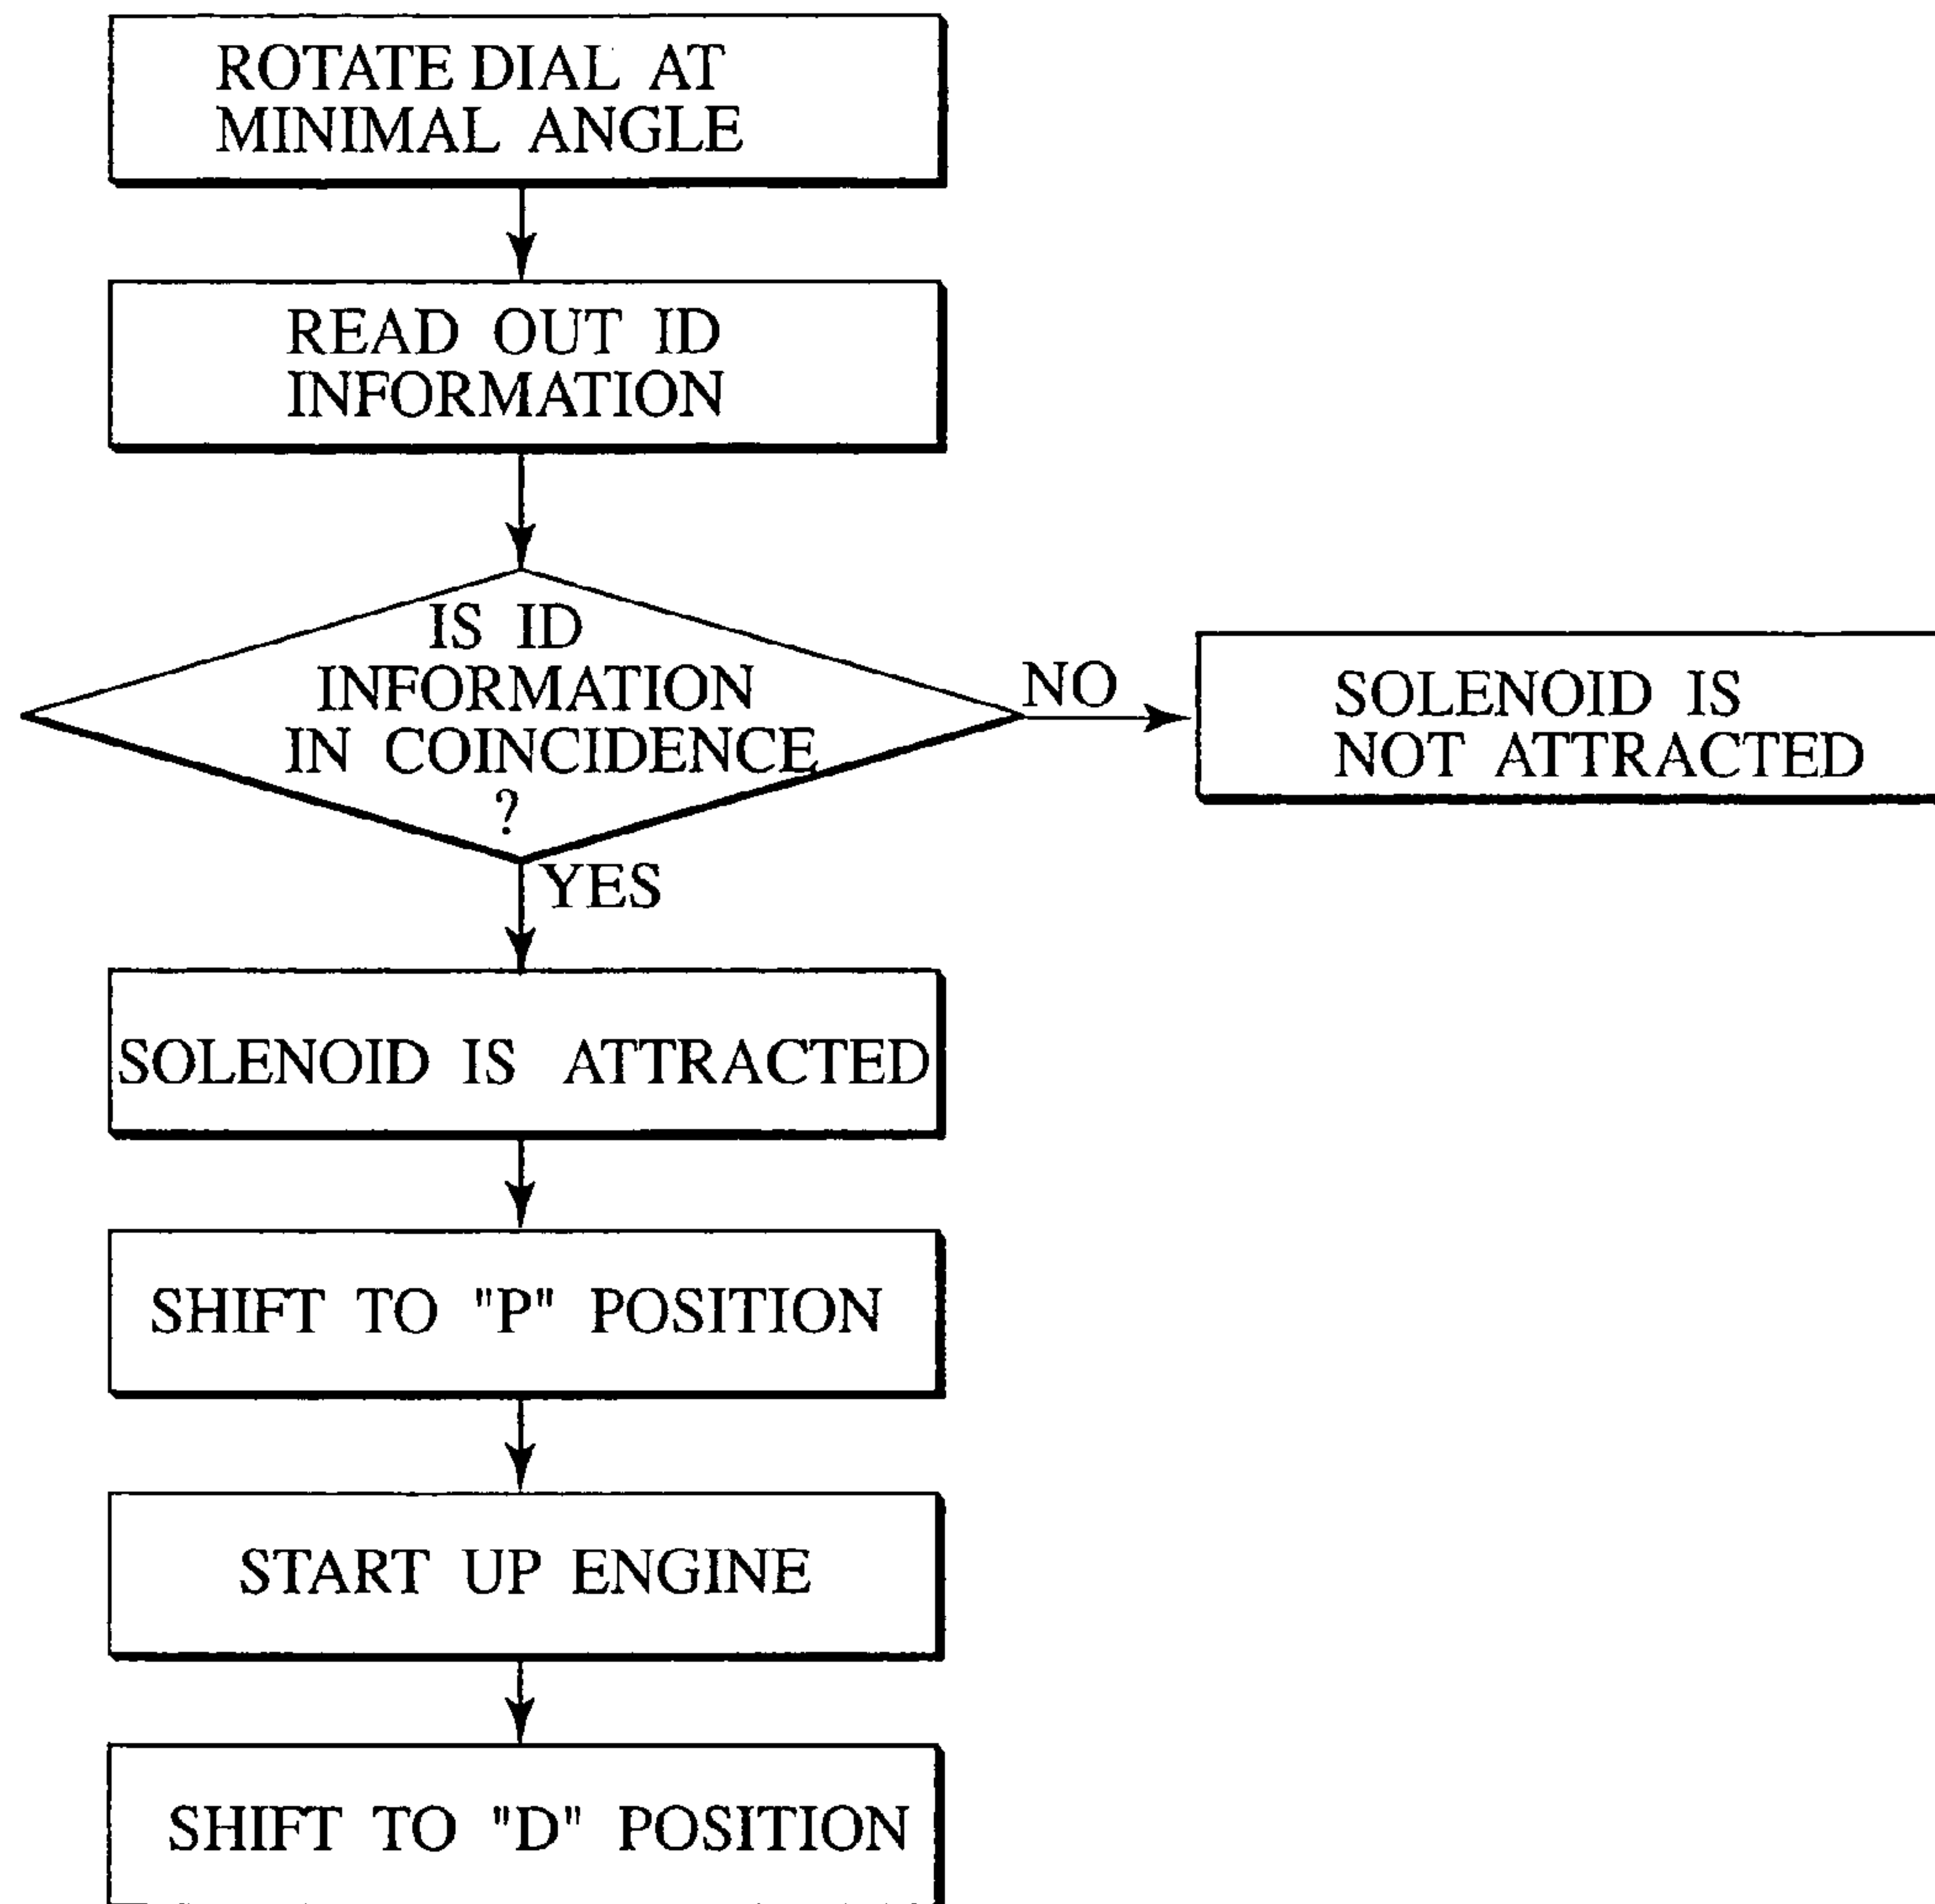 ROTATE DIAL AT
MINIMAL ANGLE
READ OUT ID
INFORMATION
IS ID
INFORMATION
IN COINCIDENCE
?
NO
SOLENOID IS
NOT ATTRACTED
YES
SOLENOID IS ATTRACTED
SHIFT TO "P" POSITION
START UP ENGINE
SHIFT TO "D" POSITION